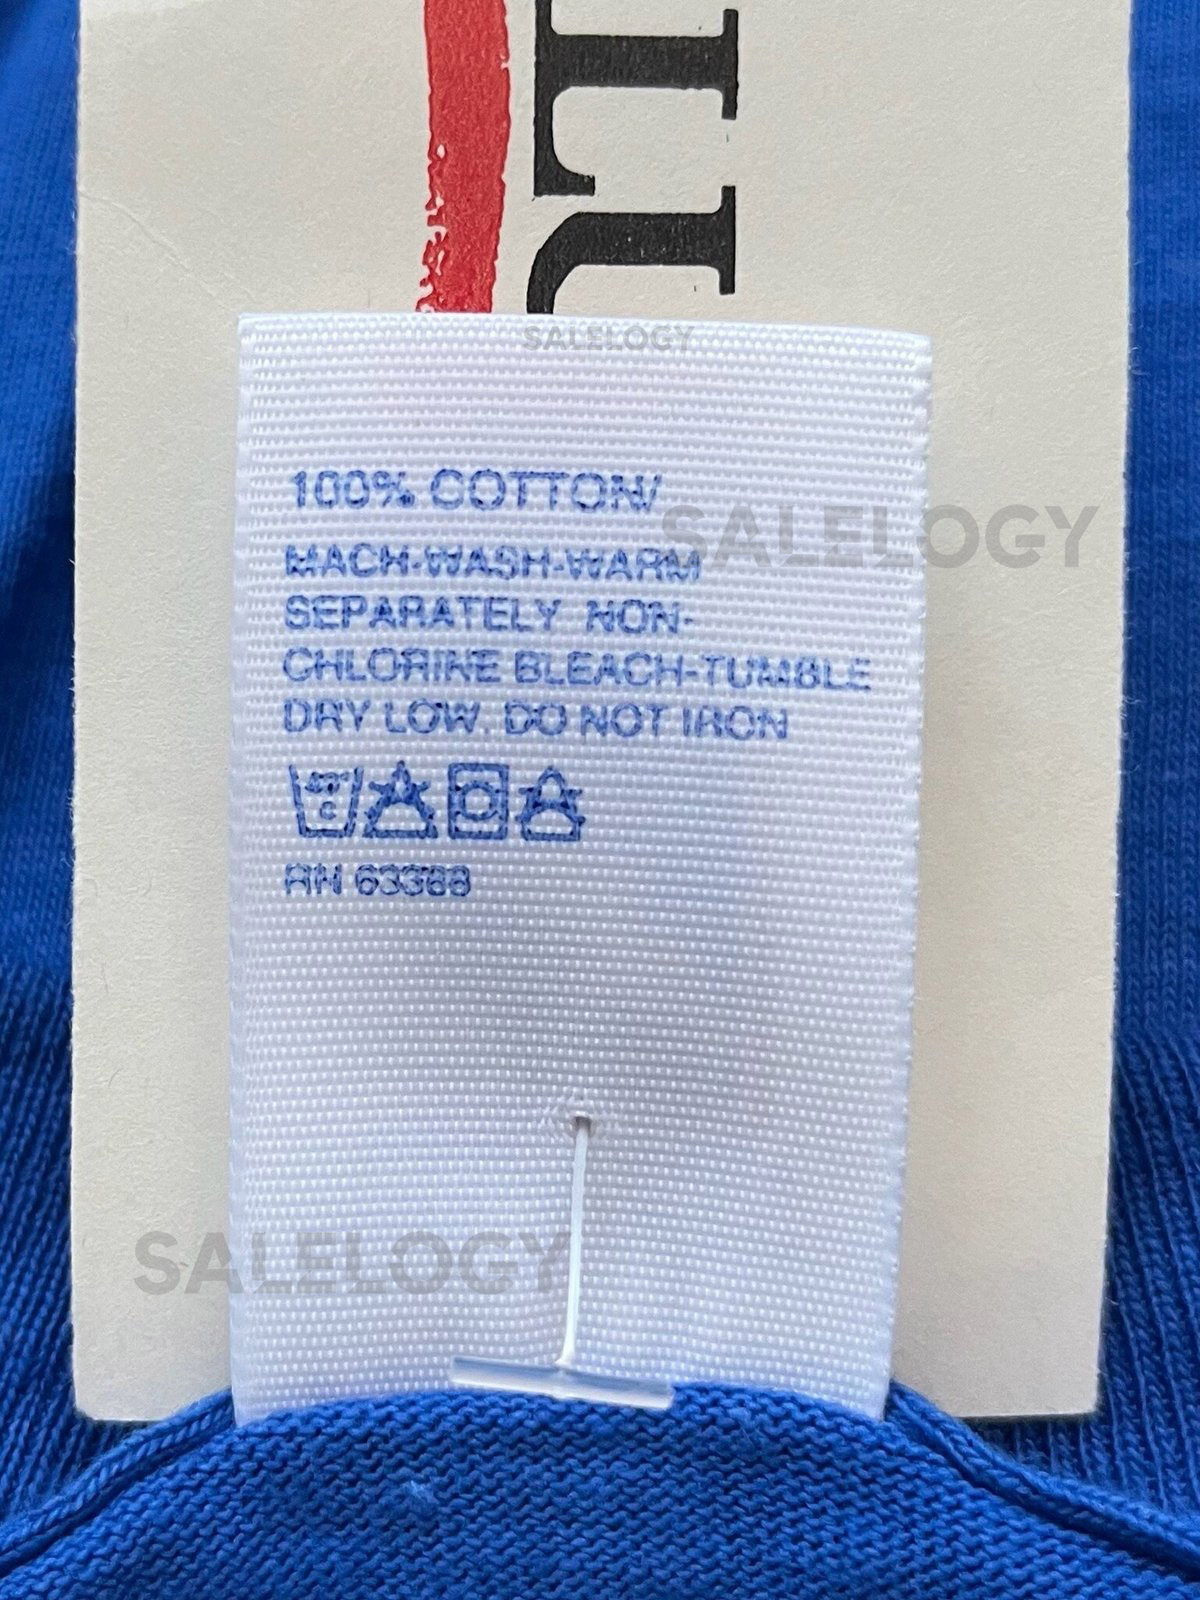 SALELOGY
100% COTTON/
SALELOGY
MACH-WASH-WARM
SEPARATELY NON-
CHLORINE BLEACH-TUMBLE
DRY LOW. DO NOT IRON
C
RN 63388
SALELOGY